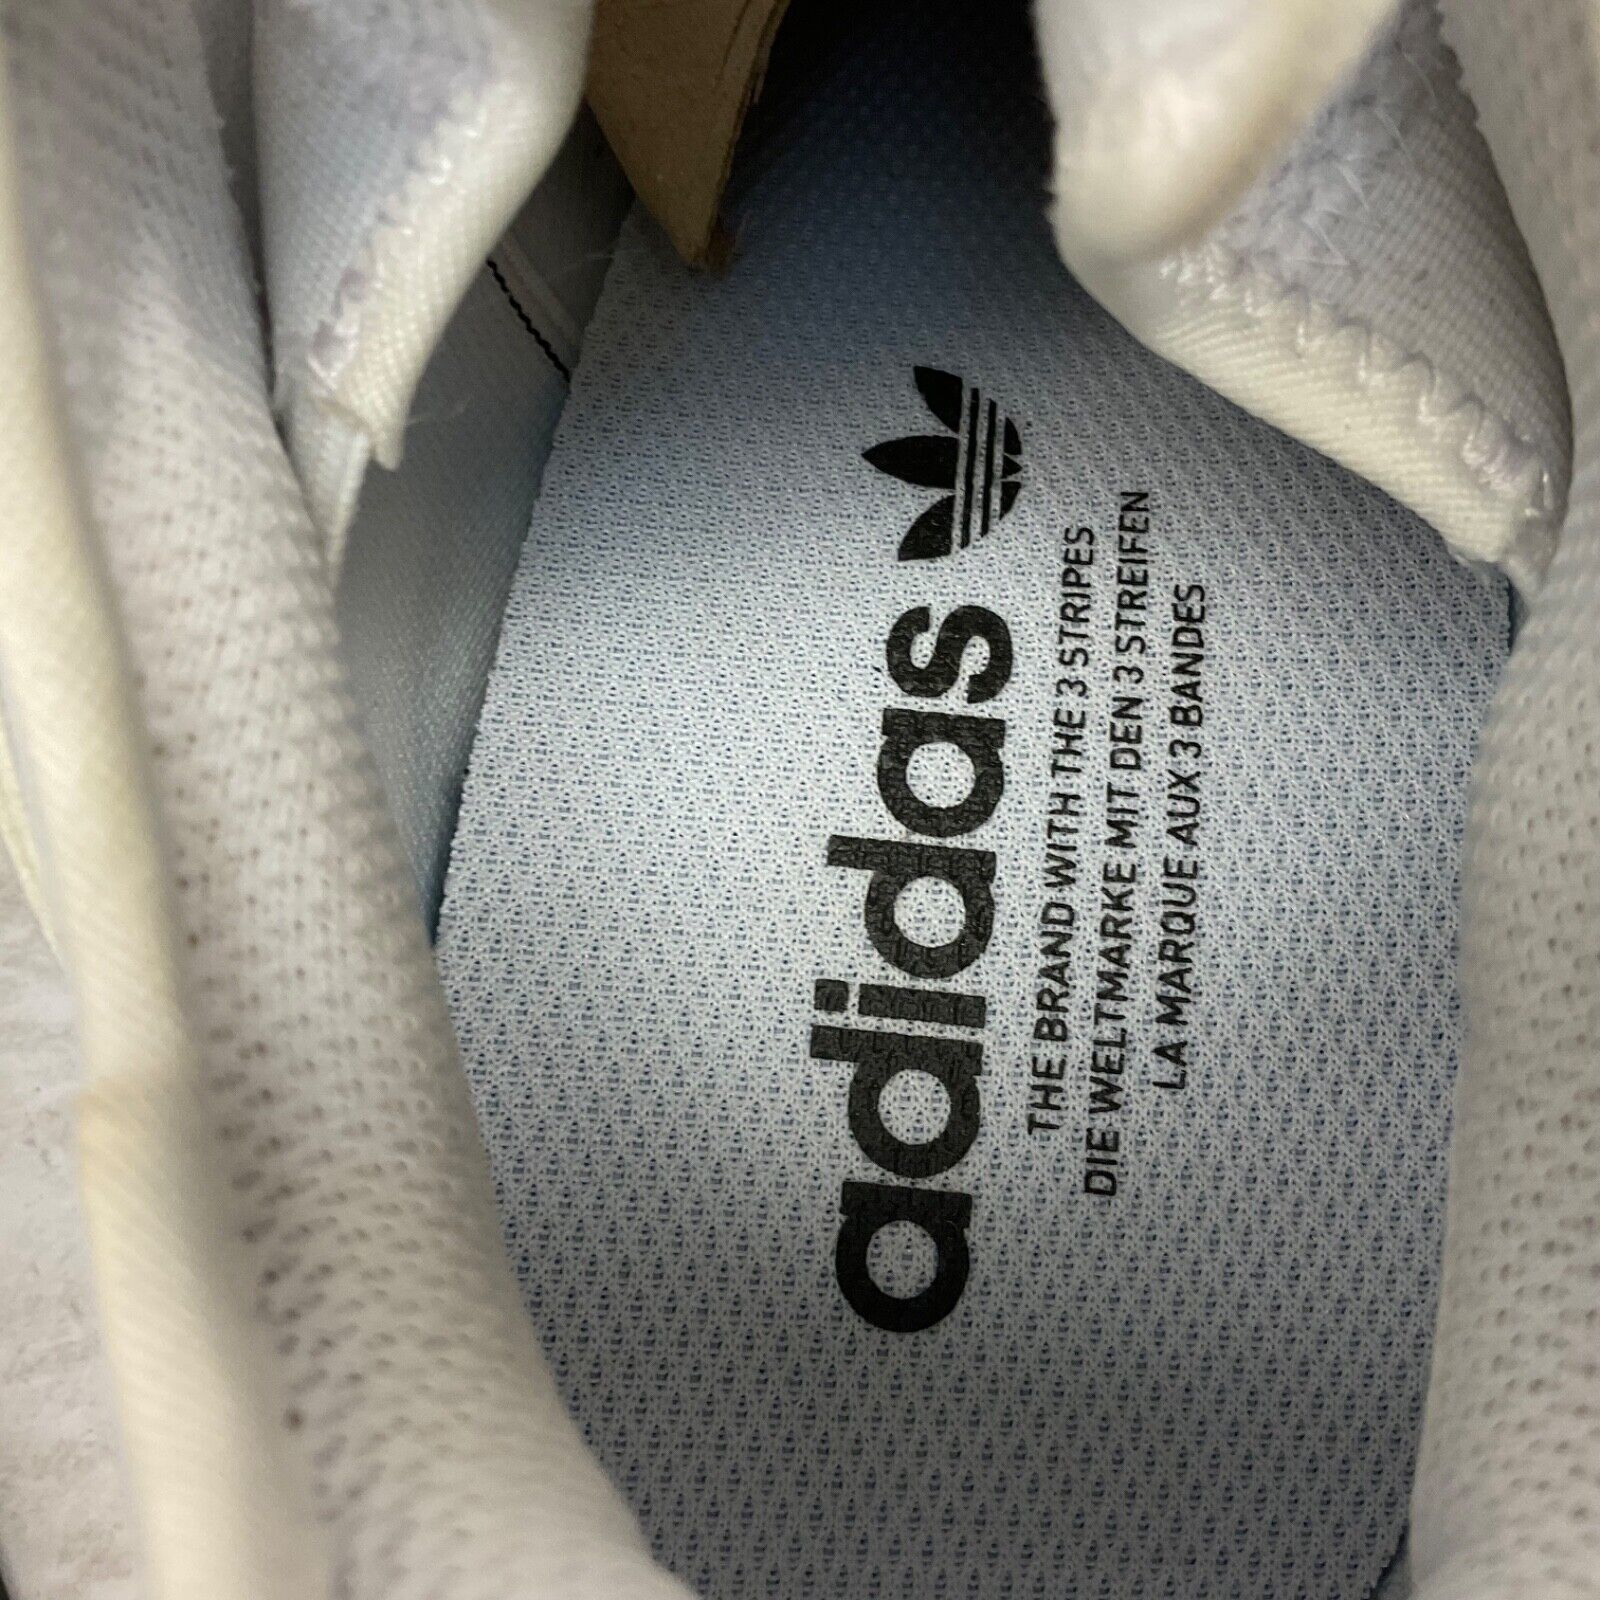 adidas
THE BRAND WITH THE 3 STRIPES
DIE WELTMARKE MIT DEN 3 STREIFEN
LA MARQUE AUX 3 BANDES